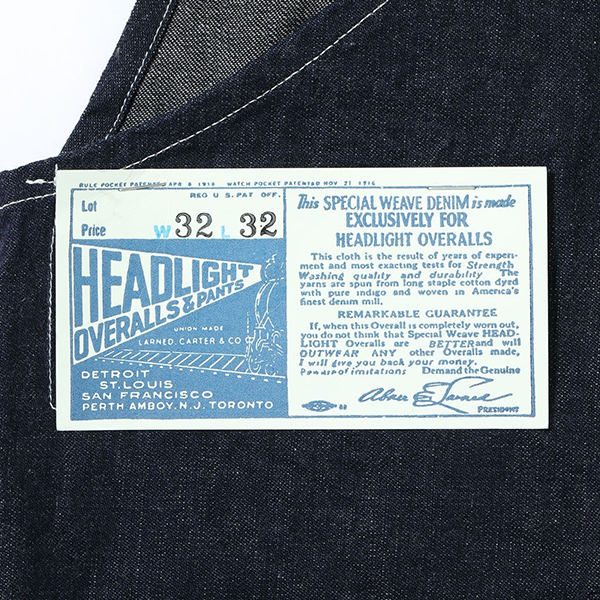 RULE POCKET PATENTED APR 8 1913 WATCH POCKET PATENTED NOV 21 1916
REG U.S. PAT OFF.
Lot
Price
W 32 L 32
HEADLIGHT
OVERALLS & PANTS
UNION MADE
LARNED, CARTER & CO
DETROIT
ST. LOUIS
SAN FRANCISCO
PERTH AMBOY. N.J. TORONTO
This SPECIAL WEAVE DENIM is made
EXCLUSIVELY FOR
HEADLIGHT OVERALLS
This cloth is the result of years of experi-
ment and most exacting tests for Strength
Washing quality and durability The
yarns are spun from long staple cotton dyed
with pure indigo and woven in America's
finest denim mill.
REMARKABLE GUARANTEE
If, when this Overall is completely worn out,
you do not think that Special Weave HEAD-
LIGHT Overalls are BETTER and will
OUTWEAR ANY other Overalls made,
I will give you back your money.
Beware of imitations Demand the Genuine
Abner E. Larned
PRESIDENT